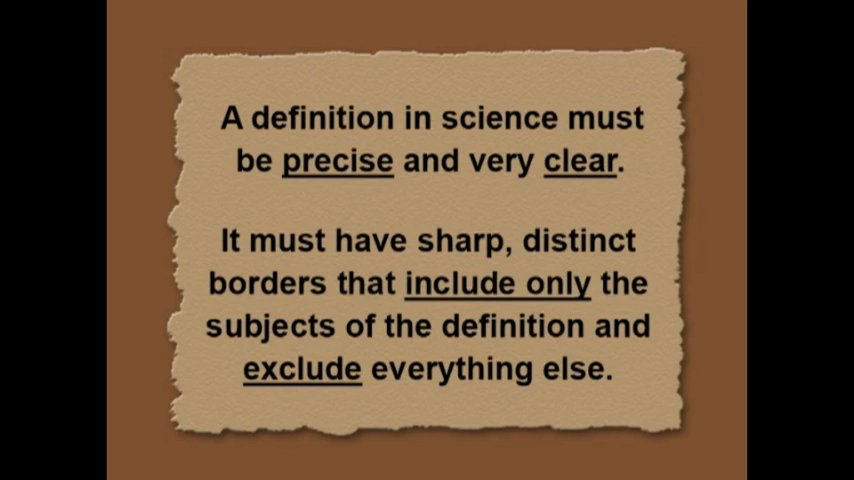 A definition in science must
be precise and very clear.
It must have sharp, distinct
borders that include only the
subjects of the definition and
exclude everything else.